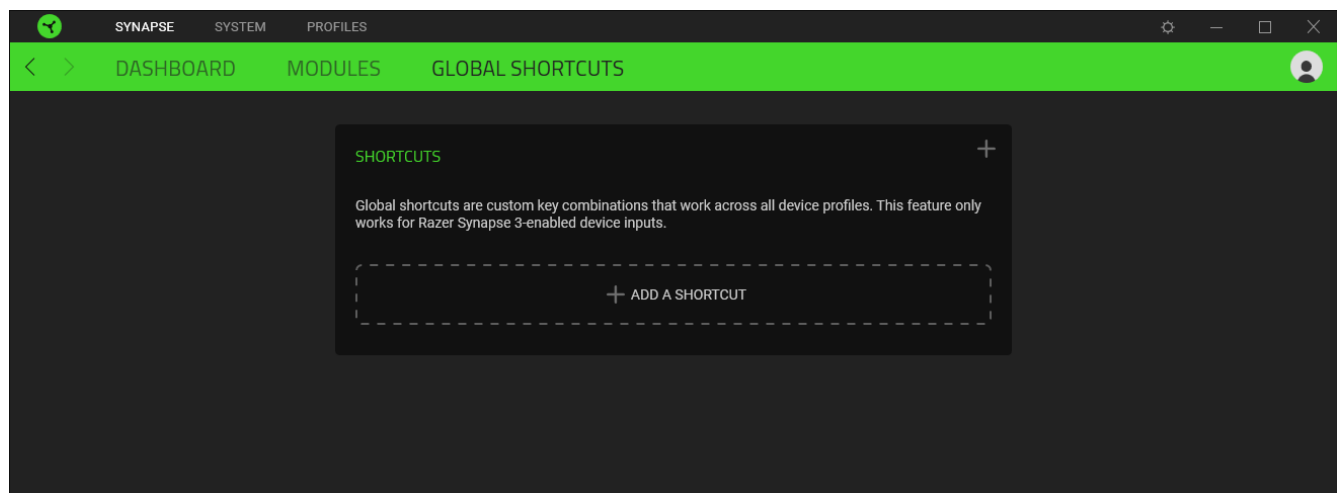 SYNAPSE SYSTEM PROFILES
DASHBOARD MODULES GLOBAL SHORTCUTS
SHORTCUTS
Global shortcuts are custom key combinations that work across all device profiles. This feature only
works for Razer Synapse 3-enabled device inputs.
ADD A SHORTCUT